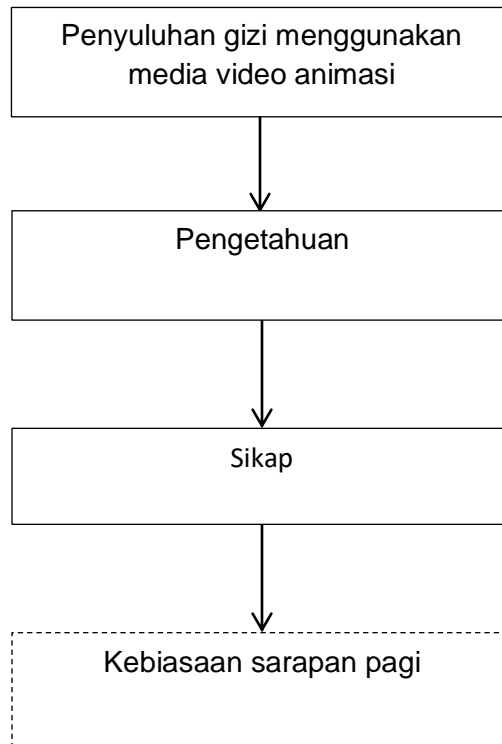 Penyuluhan gizi menggunakan
media video animasi
Pengetahuan
Sikap
Kebiasaan sarapan pagi